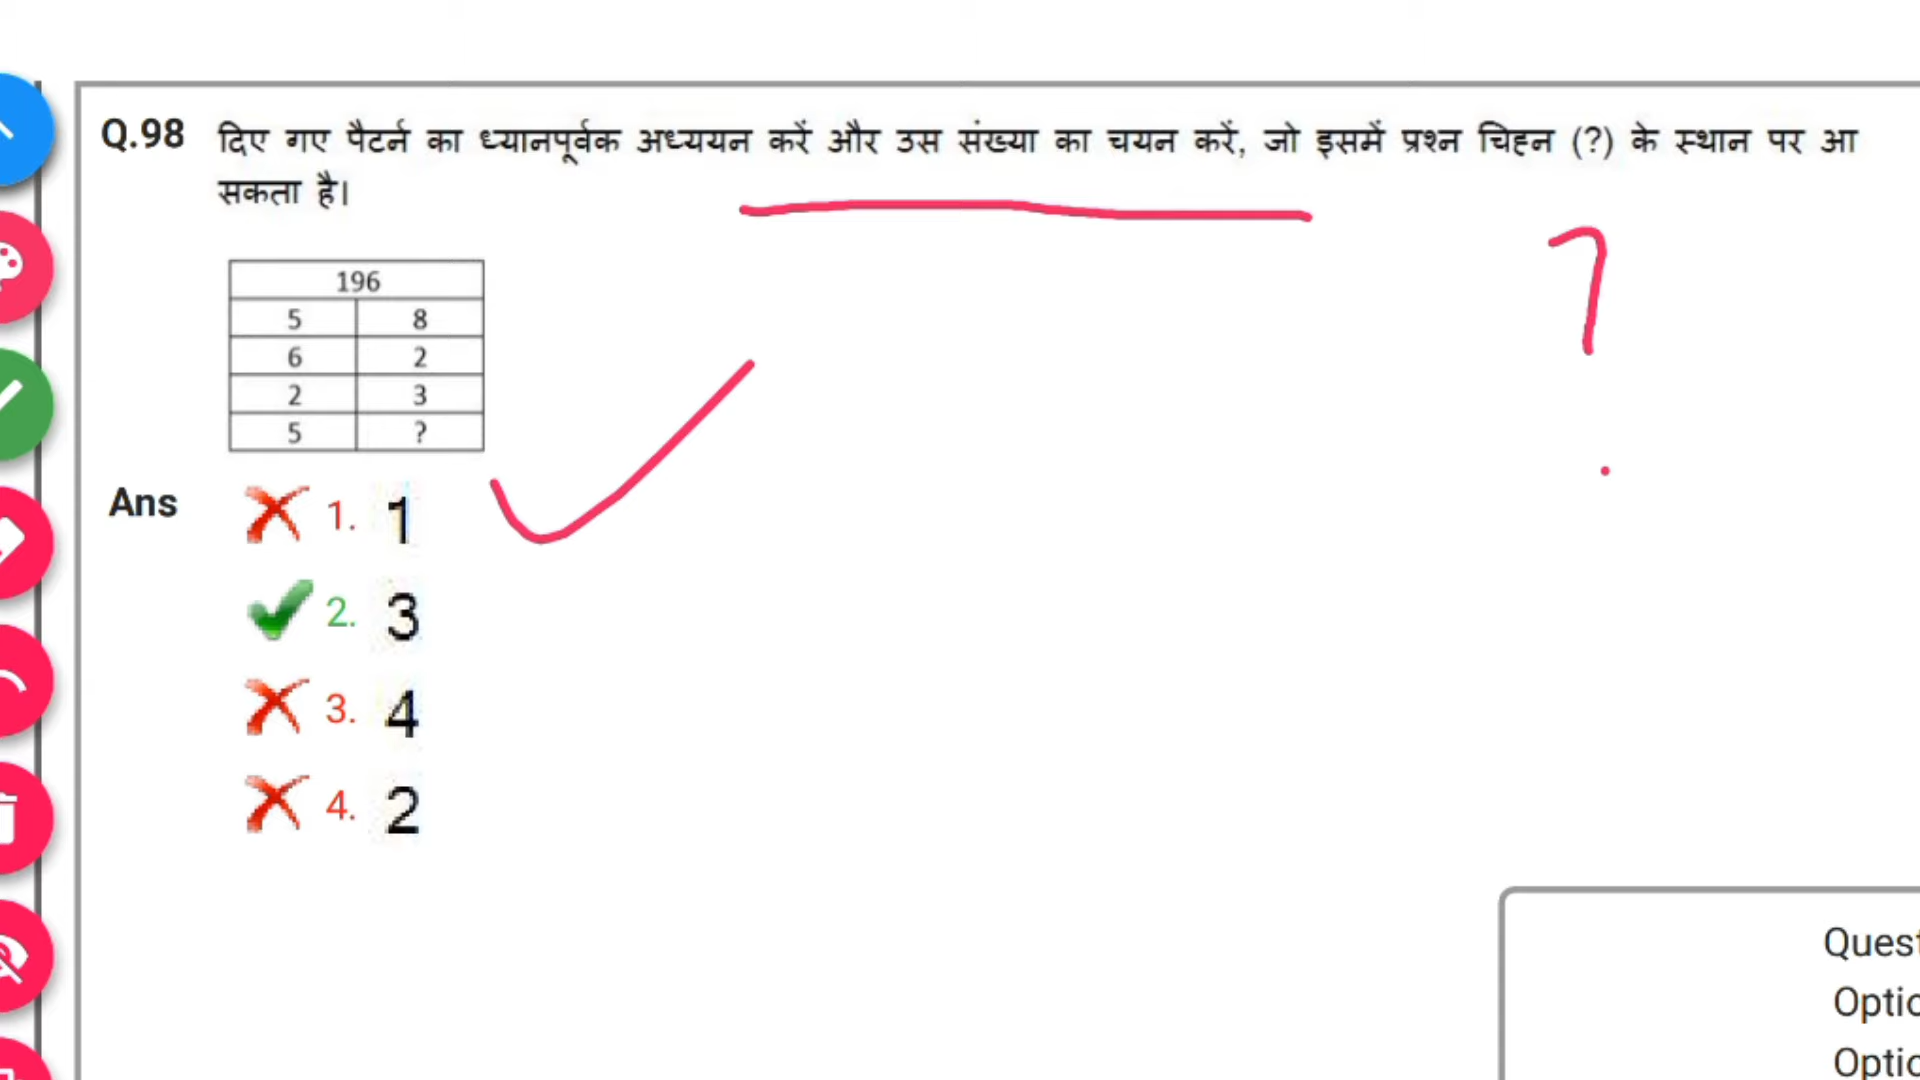 Q.98 दिए गए पैटर्न का ध्यानपूर्वक अध्ययन करें और उस संख्या का चयन करें, जो इसमें प्रश्न चिह्न (?) के स्थान पर आ
सकता है।
196
5 8
6 2
2 3
5 ?
Ans 1. 1
2. 3
3. 4
4. 2
?
Quest
Optio
Optio